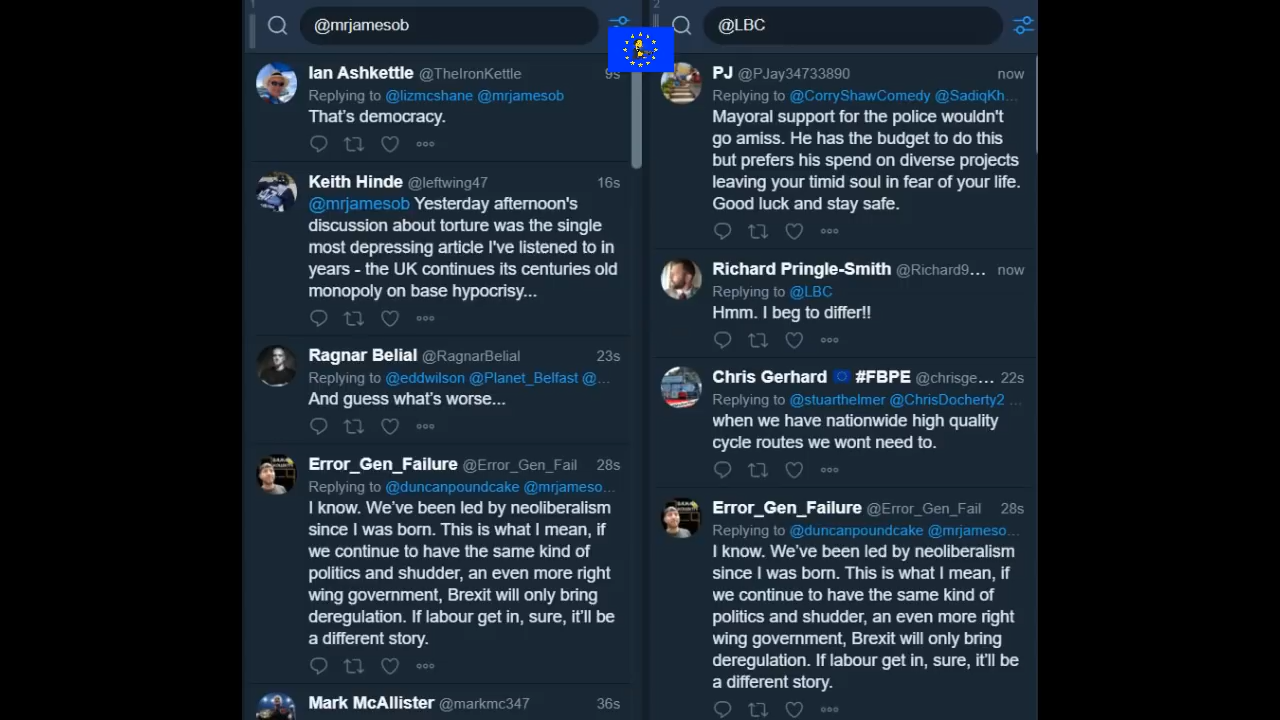 1
@mrjamesob
Ian Ashkettle @TheIronKettle 9s
Replying to @lizmcshane @mrjamesob
That's democracy.
Keith Hinde @leftwing47 16s
@mrjamesob Yesterday afternoon's
discussion about torture was the single
most depressing article I've listened to in
years - the UK continues its centuries old
monopoly on base hypocrisy...
Ragnar Belial @RagnarBelial 23s
Replying to @eddwilson @Planet_Belfast @...
And guess what's worse...
Error_Gen_Failure @Error_Gen_Fail 28s
Replying to @duncanpoundcake @mrjameso...
I know. We've been led by neoliberalism
since I was born. This is what I mean, if
we continue to have the same kind of
politics and shudder, an even more right
wing government, Brexit will only bring
deregulation. If labour get in, sure, it'll be
a different story.
Mark McAllister @markmc347 36s
2
@LBC
PJ @PJay34733890 now
Replying to @CorryShawComedy @SadiqKh...
Mayoral support for the police wouldn't
go amiss. He has the budget to do this
but prefers his spend on diverse projects
leaving your timid soul in fear of your life.
Good luck and stay safe.
Richard Pringle-Smith @Richard9... now
Replying to @LBC
Hmm. I beg to differ!!
Chris Gerhard #FBPE @chrisge... 22s
Replying to @stuarthelmer @ChrisDocherty2 ...
when we have nationwide high quality
cycle routes we wont need to.
Error_Gen_Failure @Error_Gen_Fail 28s
Replying to @duncanpoundcake @mrjameso...
I know. We've been led by neoliberalism
since I was born. This is what I mean, if
we continue to have the same kind of
politics and shudder, an even more right
wing government, Brexit will only bring
deregulation. If labour get in, sure, it'll be
a different story.